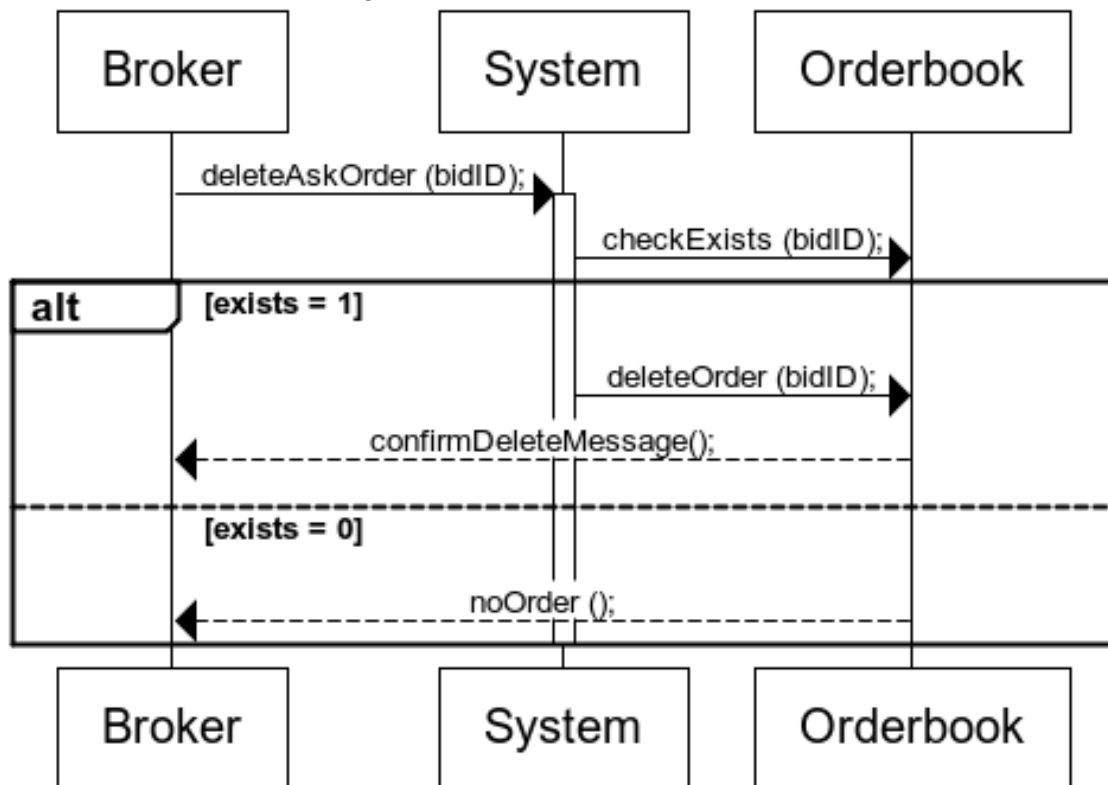 Broker System Orderbook
deleteAskOrder (bidID);
checkExists (bidID);
alt [exists = 1]
deleteOrder (bidID);
confirmDeleteMessage();
[exists = 0]
noOrder ();
Broker System Orderbook